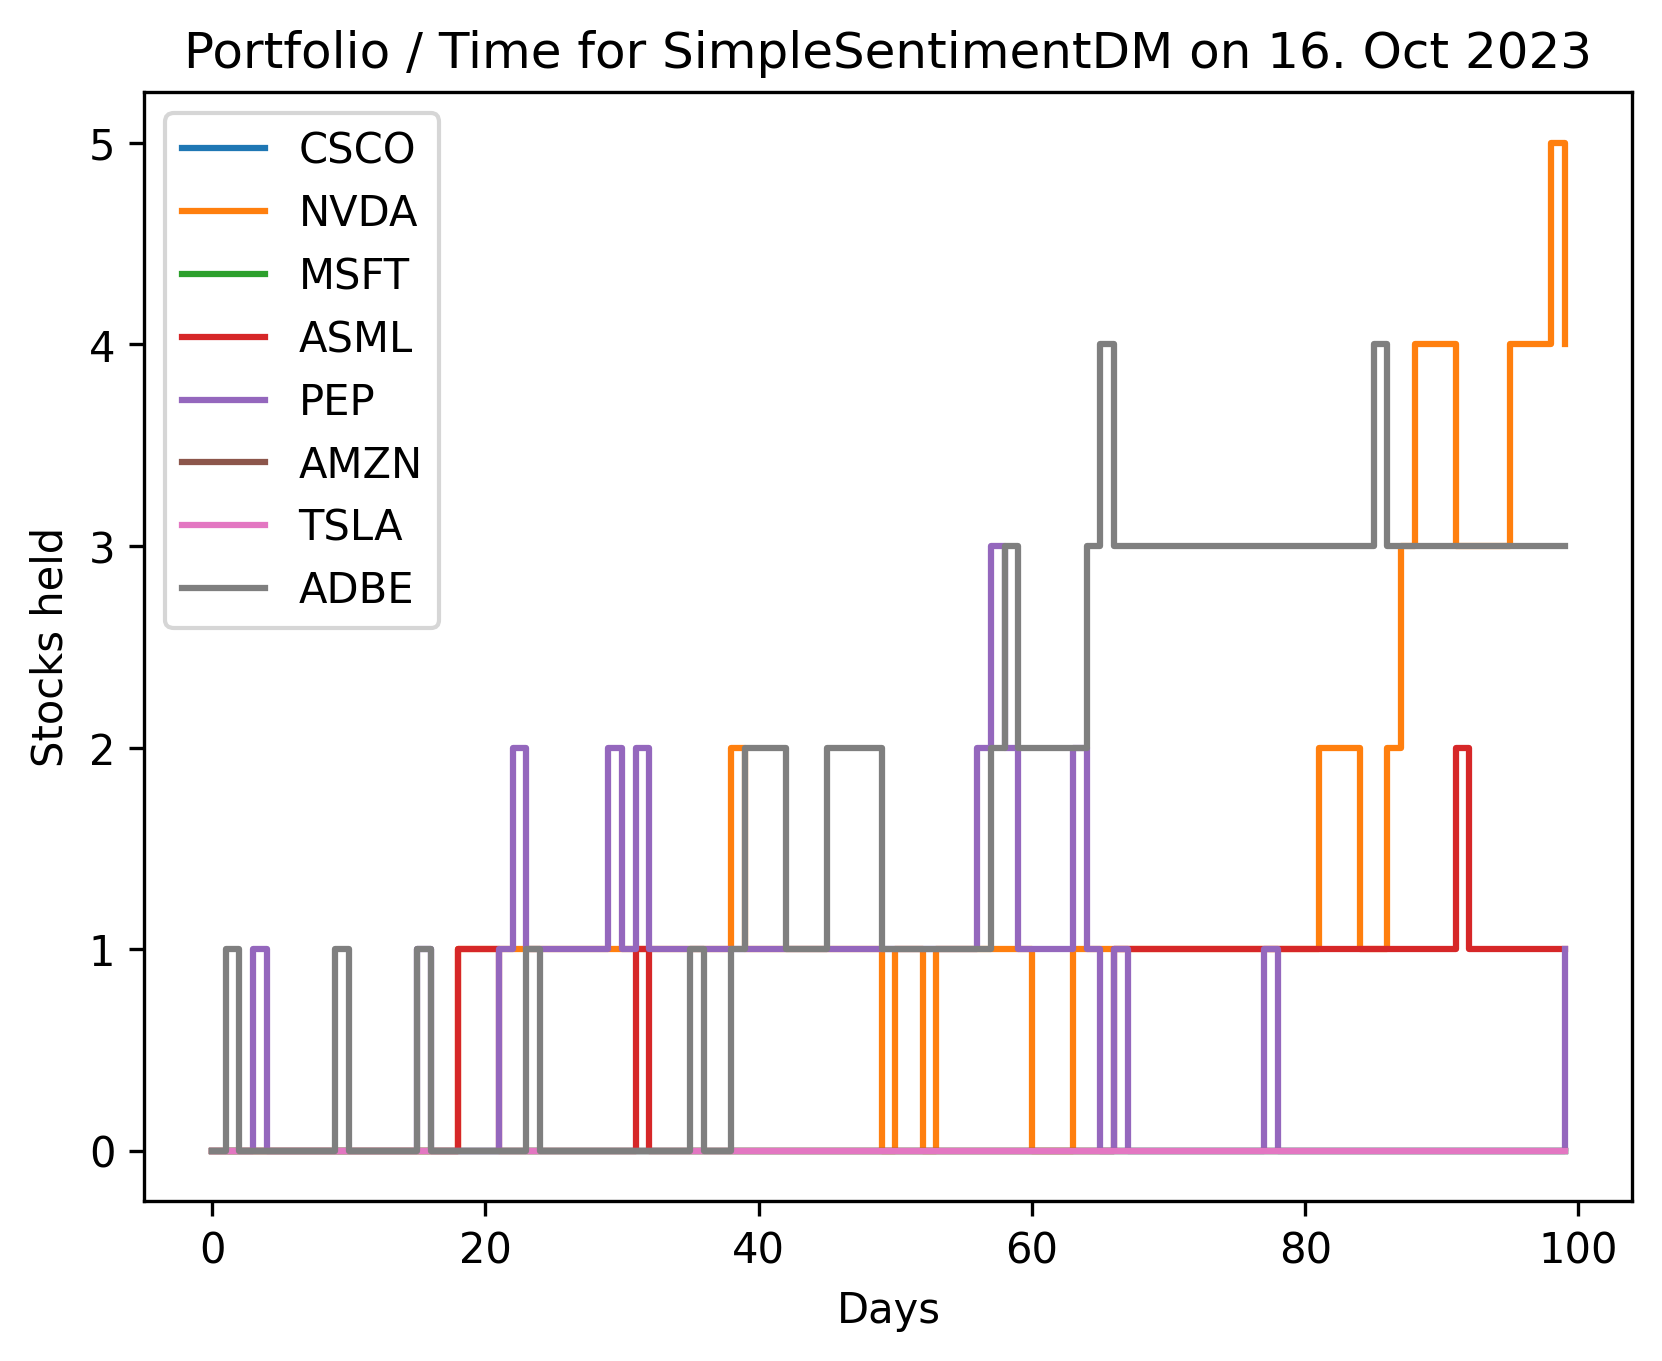 Portfolio / Time for SimpleSentimentDM on 16. Oct 2023
CSCO
NVDA
MSFT
ASML
PEP
AMZN
TSLA
ADBE
Stocks held
5
4
3
2
1
0
0 20 40 60 80 100
Days